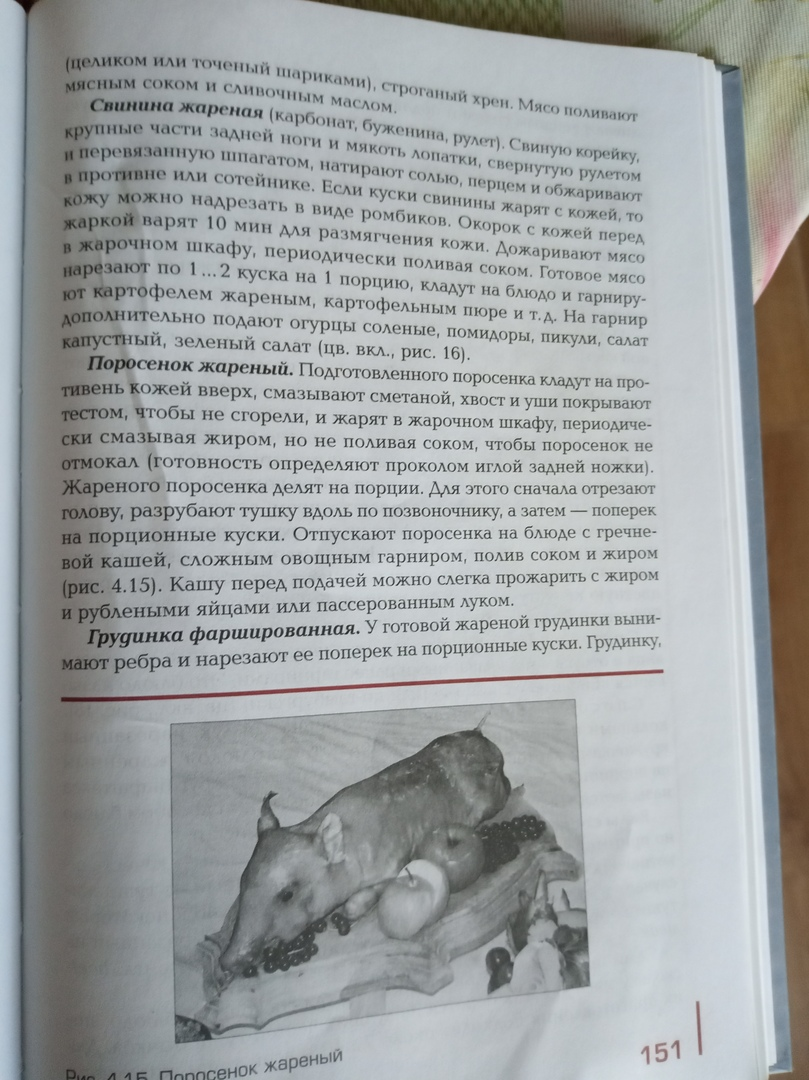 (целиком или точеный шариками), строганый хрен. Мясо поливают
мясным соком и сливочным маслом.
Свинина жареная (карбонат, буженина, рулет). Свиную корейку,
крупные части задней ноги и мякоть лопатки, свернутую рулетом
и перевязанную шпагатом, натирают солью, перцем и обжаривают
в противне или сотейнике. Если куски свинины жарят с кожей, то
кожу можно надрезать в виде ромбиков. Окорок с кожей перед
жаркой варят 10 мин для размягчения кожи. Дожаривают мясо
в жарочном шкафу, периодически поливая соком. Готовое мясо
нарезают по 1 ... 2 куска на 1 порцию, кладут на блюдо и гарниру-
ют картофелем жареным, картофельным пюре и т. д. На гарнир
дополнительно подают огурцы соленые, помидоры, пикули, салат
капустный, зеленый салат (цв. вкл., рис. 16).
Поросенок жареный. Подготовленного поросенка кладут на про-
тивень кожей вверх, смазывают сметаной, хвост и уши покрывают
тестом, чтобы не сгорели, и жарят в жарочном шкафу, периодиче-
ски смазывая жиром, но не поливая соком, чтобы поросенок не
отмокал (готовность определяют проколом иглой задней ножки).
Жареного поросенка делят на порции. Для этого сначала отрезают
голову, разрубают тушку вдоль по позвоночнику, а затем — поперек
на порционные куски. Отпускают поросенка на блюде с гречне-
вой кашей, сложным овощным гарниром, полив соком и жиром
(рис. 4.15). Кашу перед подачей можно слегка прожарить с жиром
и рублеными яйцами или пассерованным луком.
Грудинка фаршированная. У готовой жареной грудинки выни-
мают ребра и нарезают ее поперек на порционные куски. Грудинку,
Рис. 4.15. Поросенок жареный
151